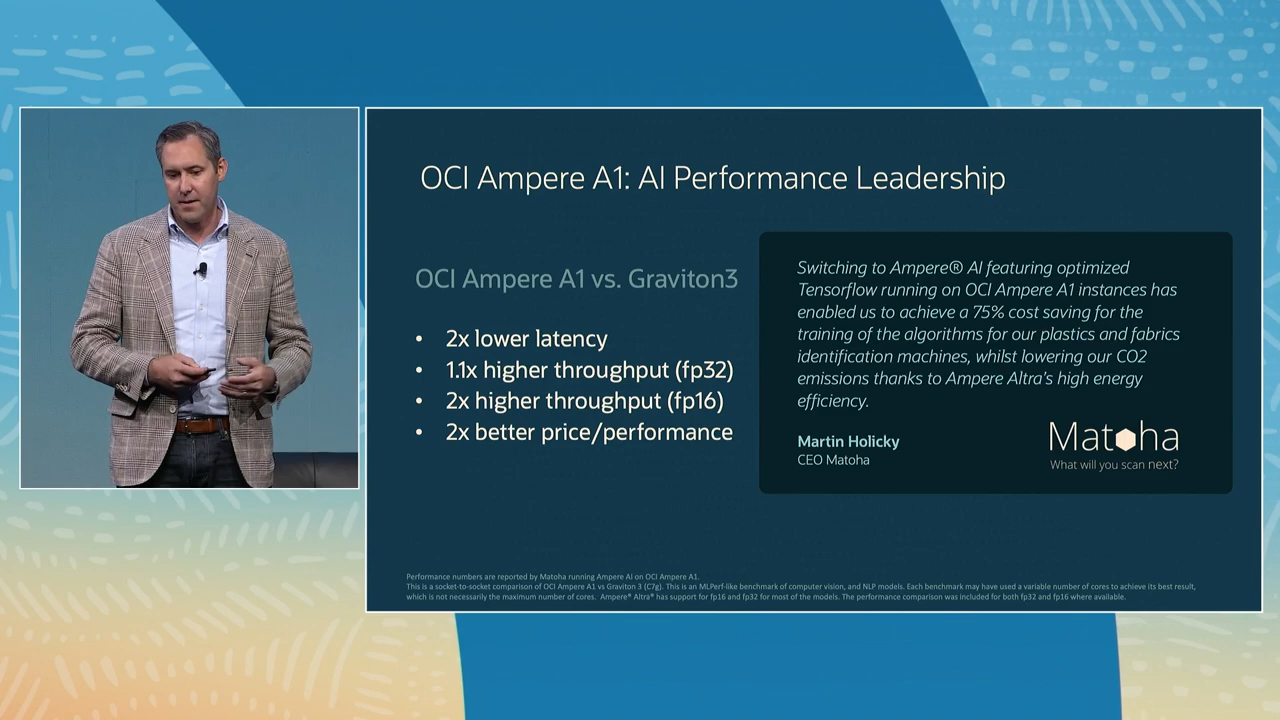 OCI Ampere A1: AI Performance Leadership
OCI Ampere A1 vs. Graviton3
• 2x lower latency
• 1.1x higher throughput (fp32)
• 2x higher throughput (fp16)
• 2x better price/performance
Switching to Ampere® AI featuring optimized
Tensorflow running on OCI Ampere A1 instances has
enabled us to achieve a 75% cost saving for the
training of the algorithms for our plastics and fabrics
identification machines, whilst lowering our CO2
emissions thanks to Ampere Altra's high energy
efficiency.
Martin Holicky
CEO Matoha
Matoha
What will you scan next?
Performance numbers are reported by Matoha running Ampere AI on OCI Ampere A1.
This is a socket-to-socket comparison of OCI Ampere A1 vs Graviton 3 (C7g). This is an MLPerf-like benchmark of computer vision, and NLP models. Each benchmark may have used a variable number of cores to achieve its best result,
which is not necessarily the maximum number of cores. Ampere® Altra® has support for fp16 and fp32 for most of the models. The performance comparison was included for both fp32 and fp16 where available.